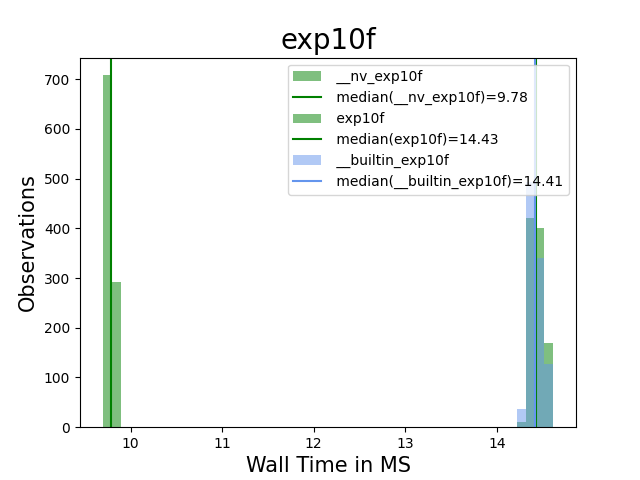 exp10f
__nv_exp10f
median(__nv_exp10f)=9.78
exp10f
median(exp10f)=14.43
__builtin_exp10f
median(__builtin_exp10f)=14.41
700
600
500
400
300
200
100
0
Observations
10 11 12 13 14
Wall Time in MS